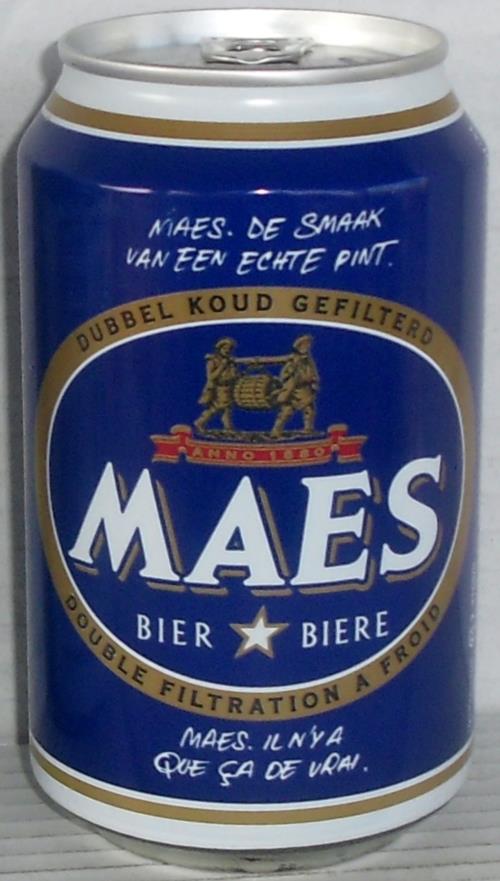 MAES. DE SMAAK
VAN EEN ECHTE PINT.
DUBBEL KOUD GEFILTERD
ANNO 1880
MAES
BIER BIERE
DOUBLE FILTRATION A FROID
MAES. IL N'Y A
QUE ÇA DE VRAI.